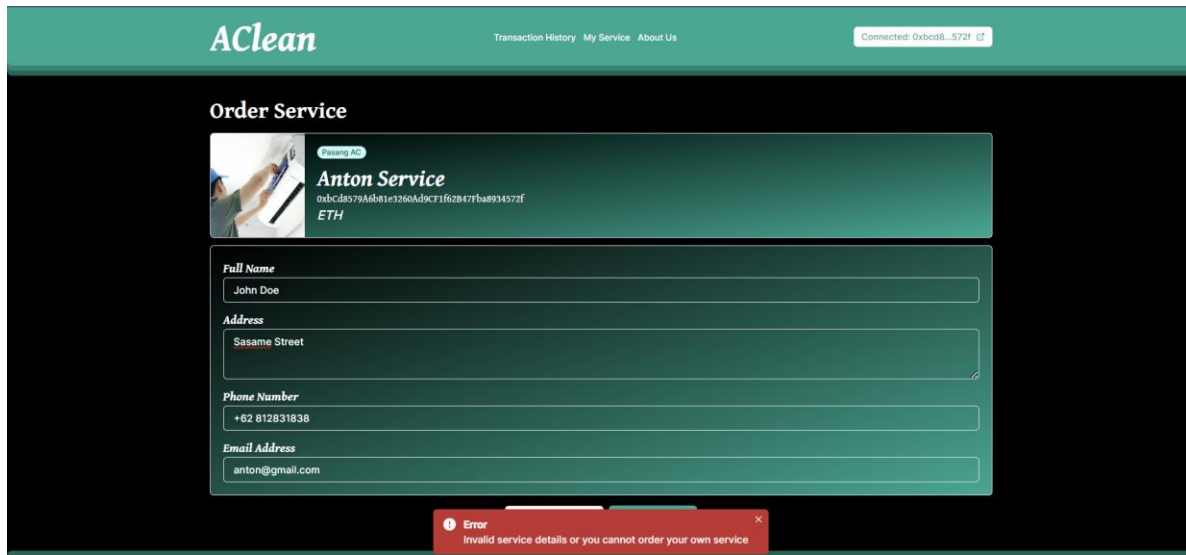 AClean
Transaction History My Service About Us
Connected: 0xbcd8...572f
Order Service
Pasang AC
Anton Service
0xbCd8579A6b81e3260Ad9CF1f62B47Fba8934572f
ETH
Full Name
John Doe
Address
Sasame Street
Phone Number
+62 812831838
Email Address
anton@gmail.com
Error
Invalid service details or you cannot order your own service